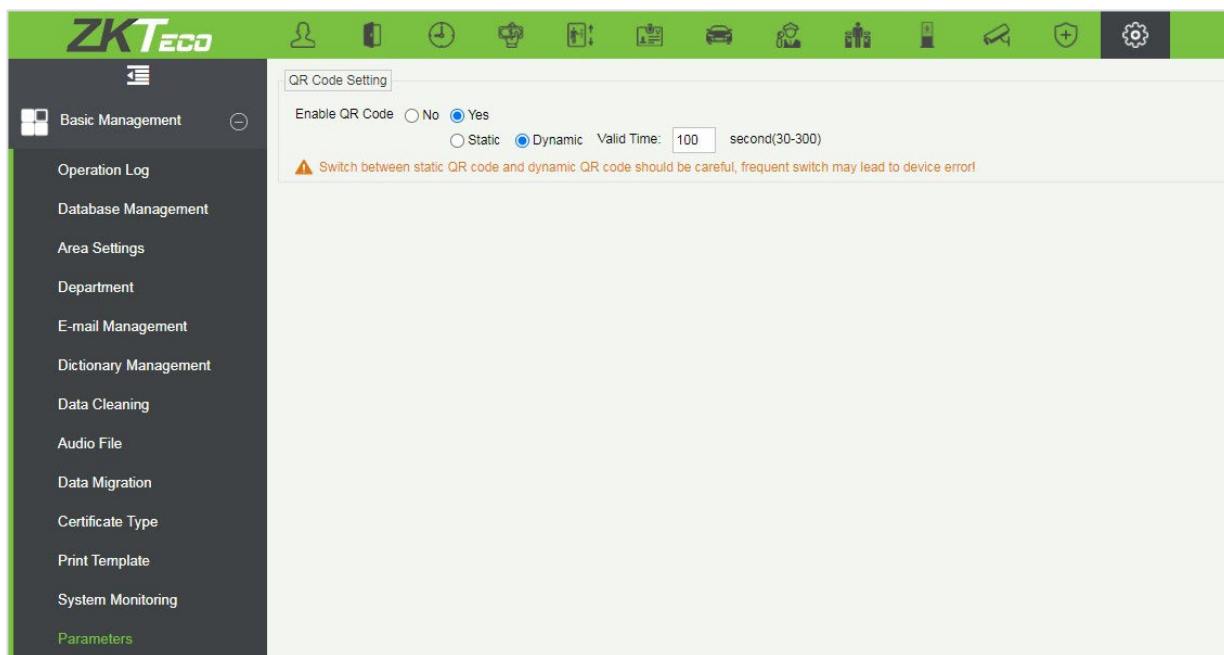 ZKTECO
QR Code Setting
Enable QR Code No Yes
Static Dynamic Valid Time: 100 second(30-300)
Switch between static QR code and dynamic QR code should be careful, frequent switch may lead to device error!
Basic Management
Operation Log
Database Management
Area Settings
Department
E-mail Management
Dictionary Management
Data Cleaning
Audio File
Data Migration
Certificate Type
Print Template
System Monitoring
Parameters